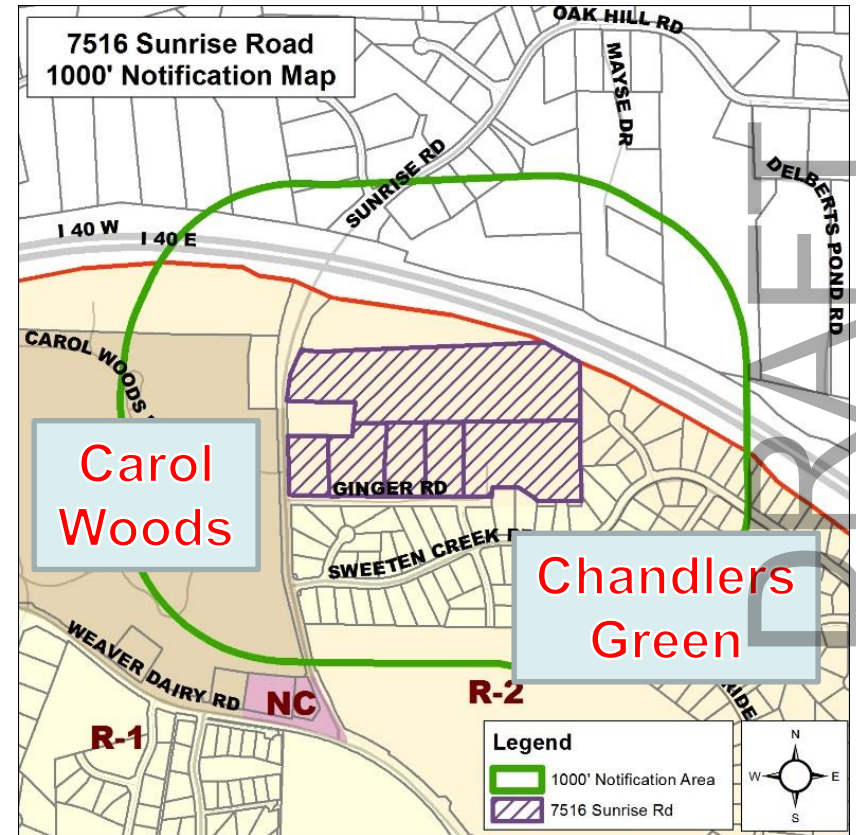 7516 Sunrise Road
1000' Notification Map
OAK HILL RD
MAYSE DR
SUNRISE RD
DELBERTS POND RD
I 40 W
I 40 E
DRAFT
CAROL WOODS
Carol
Woods
GINGER RD
SWEETEN CREEK
Chandlers
Green
WEAVER DAIRY RD
NC
R-2
R-1
Legend
1000' Notification Area
7516 Sunrise Rd
N
W
E
S